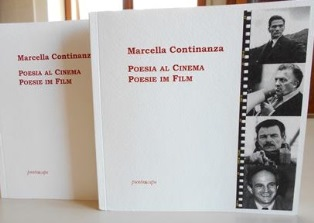 Marcella Continanza
POESIA AL CINEMA
POESIE IM FILM
Marcella Continanza
POESIA AL CINEMA
POESIE IM FILM